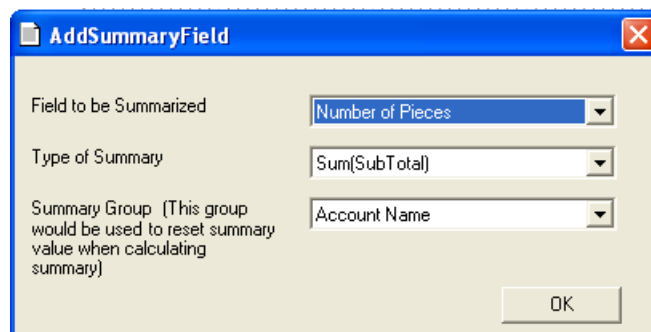 AddSummaryField
Field to be Summarized
Number of Pieces
Type of Summary
Sum(SubTotal)
Summary Group (This group
would be used to reset summary
value when calculating
summary)
Account Name
OK